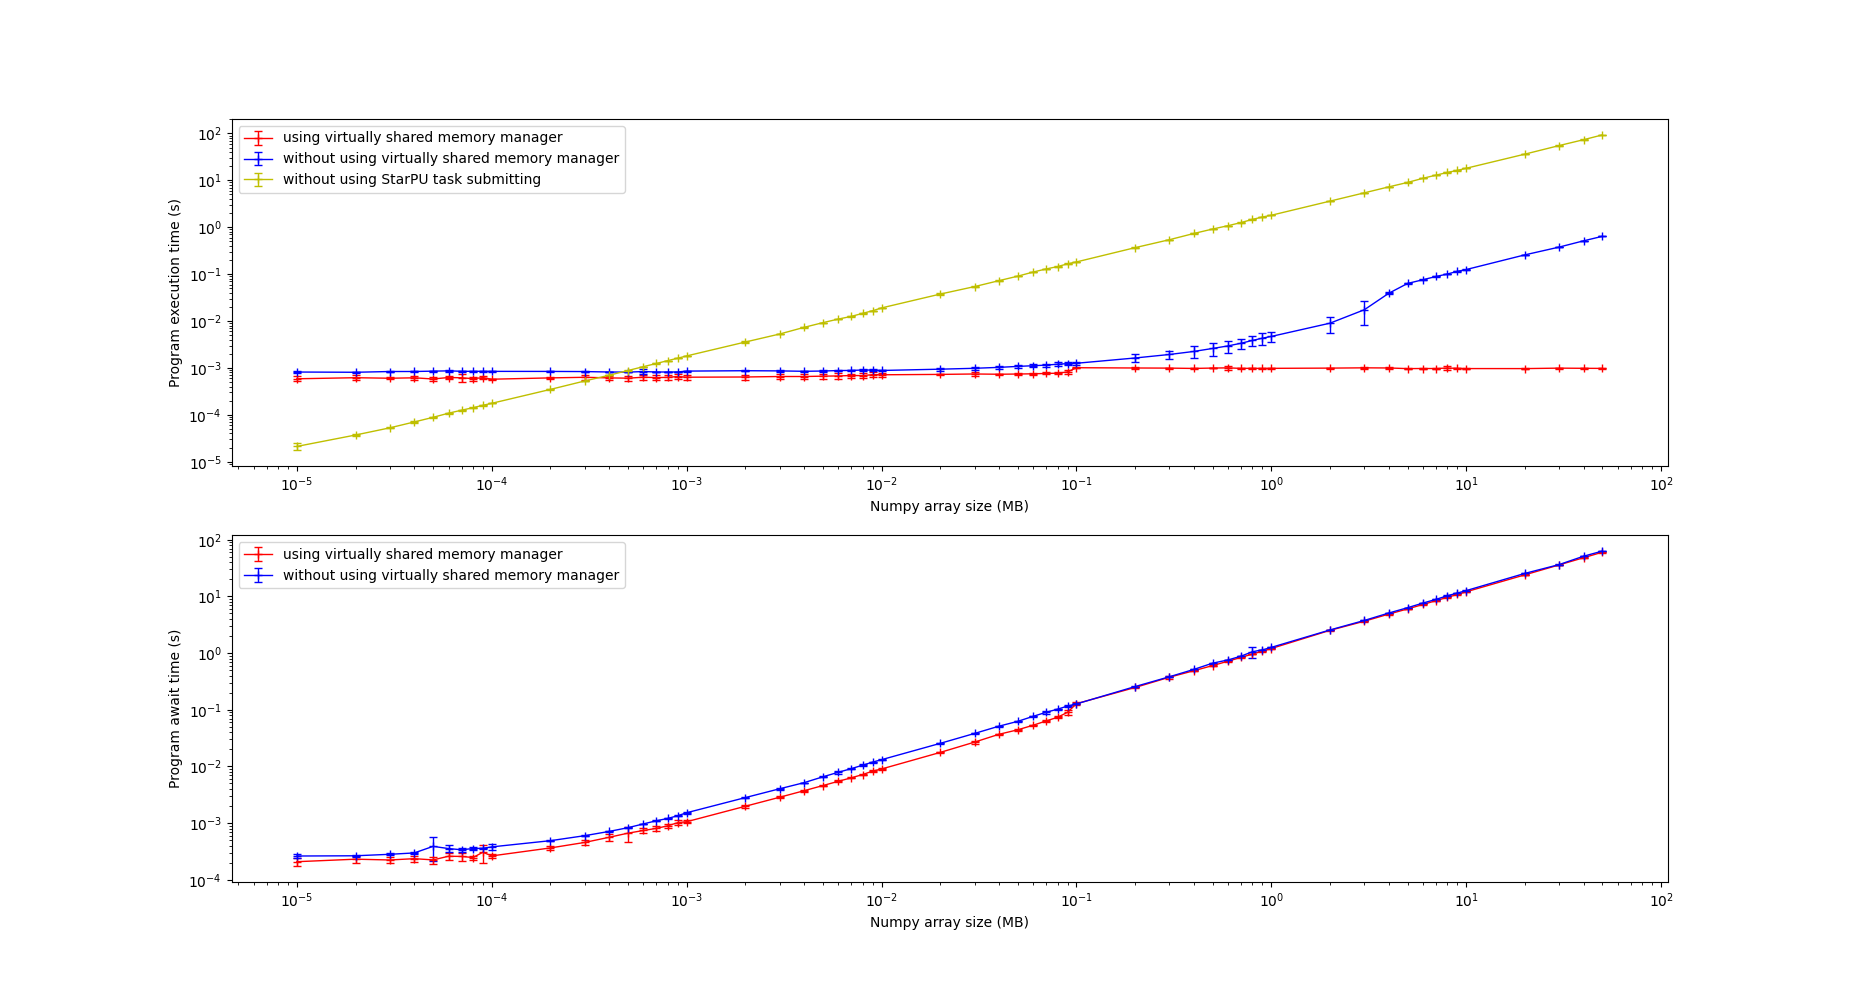 using virtually shared memory manager
without using virtually shared memory manager
without using StarPU task submitting
Program execution time (s)
10²
10¹
10⁰
10⁻¹
10⁻²
10⁻³
10⁻⁴
10⁻⁵
10⁻⁵ 10⁻⁴ 10⁻³ 10⁻² 10⁻¹ 10⁰ 10¹ 10²
Numpy array size (MB)
using virtually shared memory manager
without using virtually shared memory manager
Program await time (s)
10²
10¹
10⁰
10⁻¹
10⁻²
10⁻³
10⁻⁴
10⁻⁵ 10⁻⁴ 10⁻³ 10⁻² 10⁻¹ 10⁰ 10¹ 10²
Numpy array size (MB)